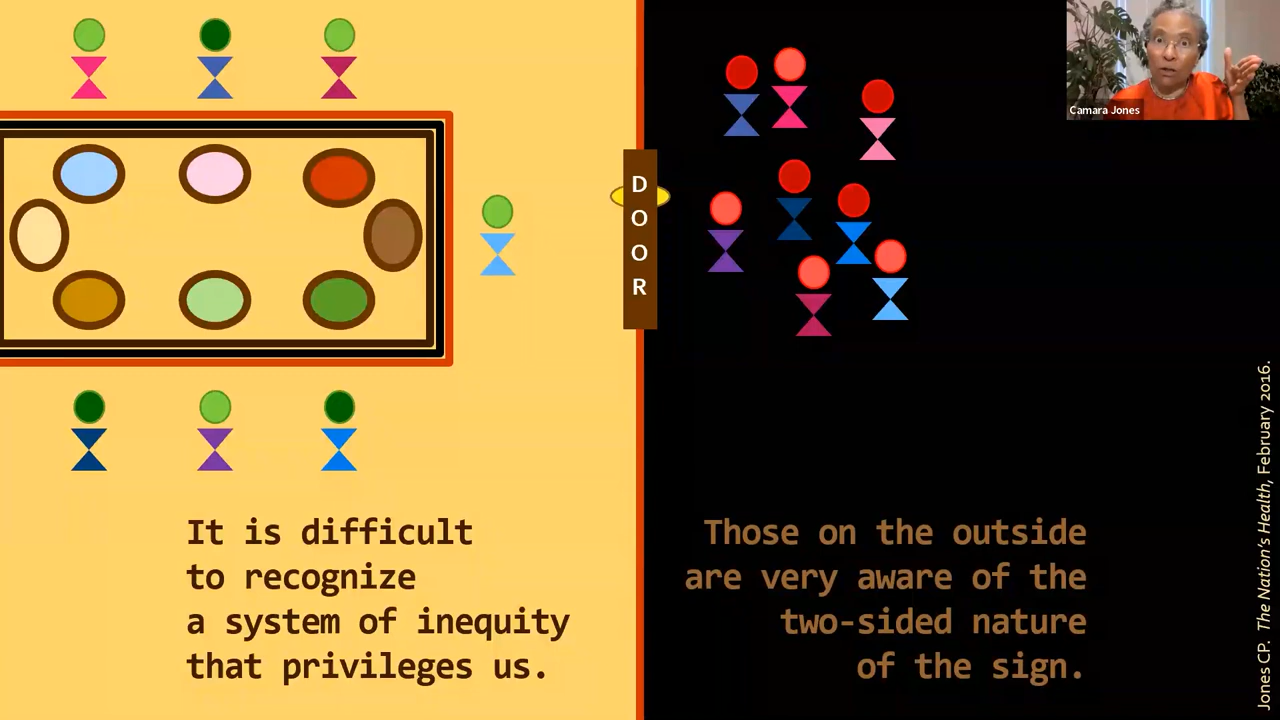 Camara Jones
D
O
O
R
It is difficult
to recognize
a system of inequity
that privileges us.
Those on the outside
are very aware of the
two-sided nature
of the sign.
Jones CP. The Nation's Health, February 2016.